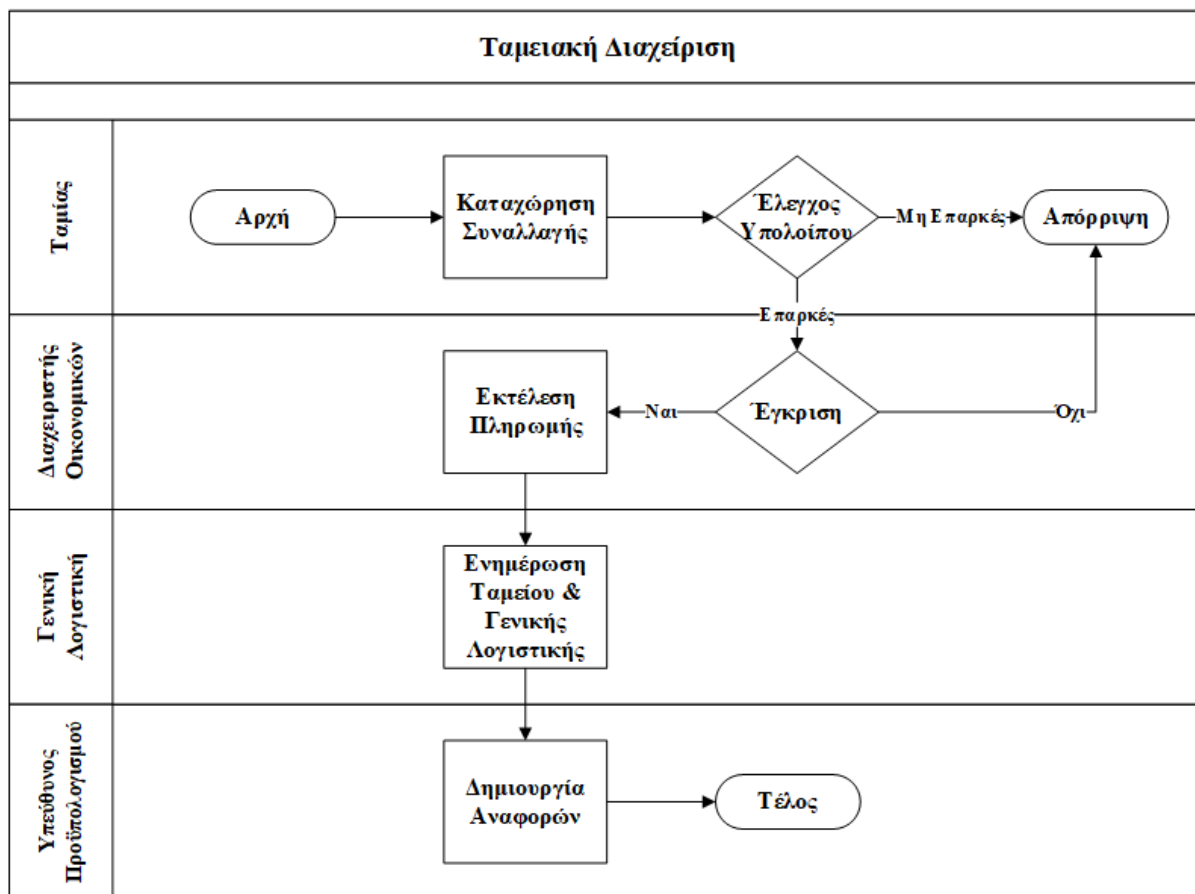 Ταμειακή Διαχείριση
Ταμίας
Αρχή
Καταχώρηση
Συναλλαγής
Έλεγχος
Υπολοίπου
Μη Επαρκές
Απόρριψη
Επαρκές
Διαχειριστής
Οικονομικών
Εκτέλεση
Πληρωμής
Ναι
Έγκριση
Όχι
Γενική
Λογιστική
Ενημέρωση
Ταμείου &
Γενικής
Λογιστικής
Υπεύθυνος
Προϋπολογισμού
Δημιουργία
Αναφορών
Τέλος